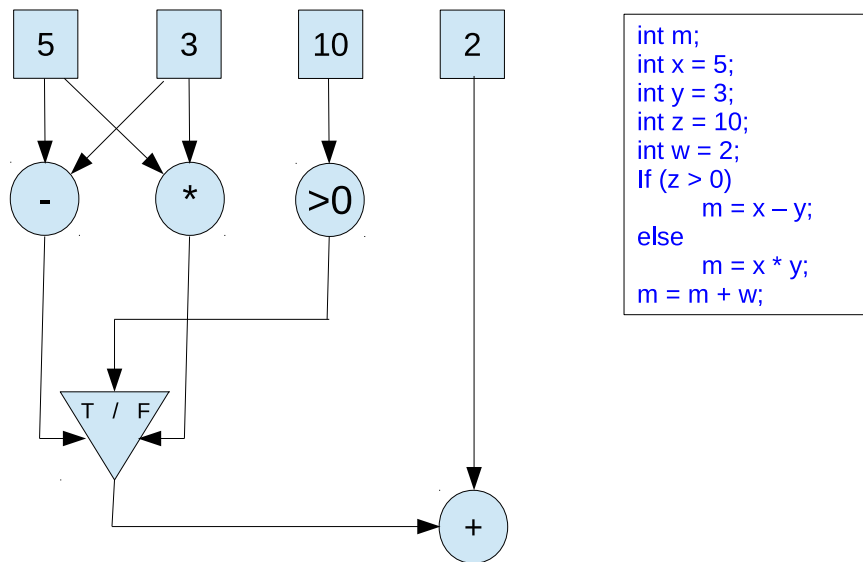 5 3 10 2
- * >0
T / F
+
int m;
int x = 5;
int y = 3;
int z = 10;
int w = 2;
If (z > 0)
m = x – y;
else
m = x * y;
m = m + w;